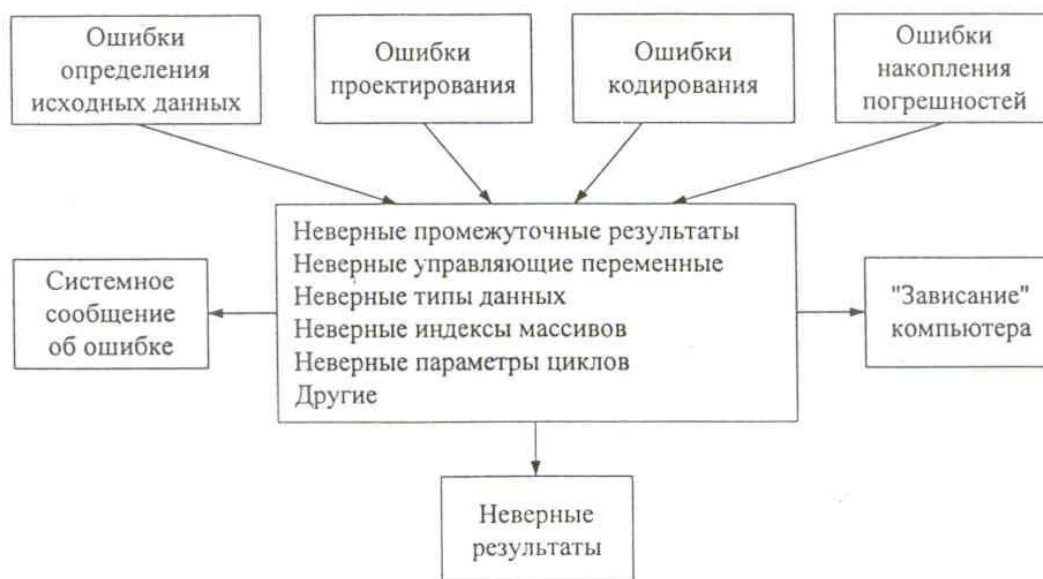 Ошибки
определения
исходных данных
Ошибки
проектирования
Ошибки
кодирования
Ошибки
накопления
погрешностей
Неверные промежуточные результаты
Неверные управляющие переменные
Неверные типы данных
Неверные индексы массивов
Неверные параметры циклов
Другие
Системное
сообщение
об ошибке
"Зависание"
компьютера
Неверные
результаты